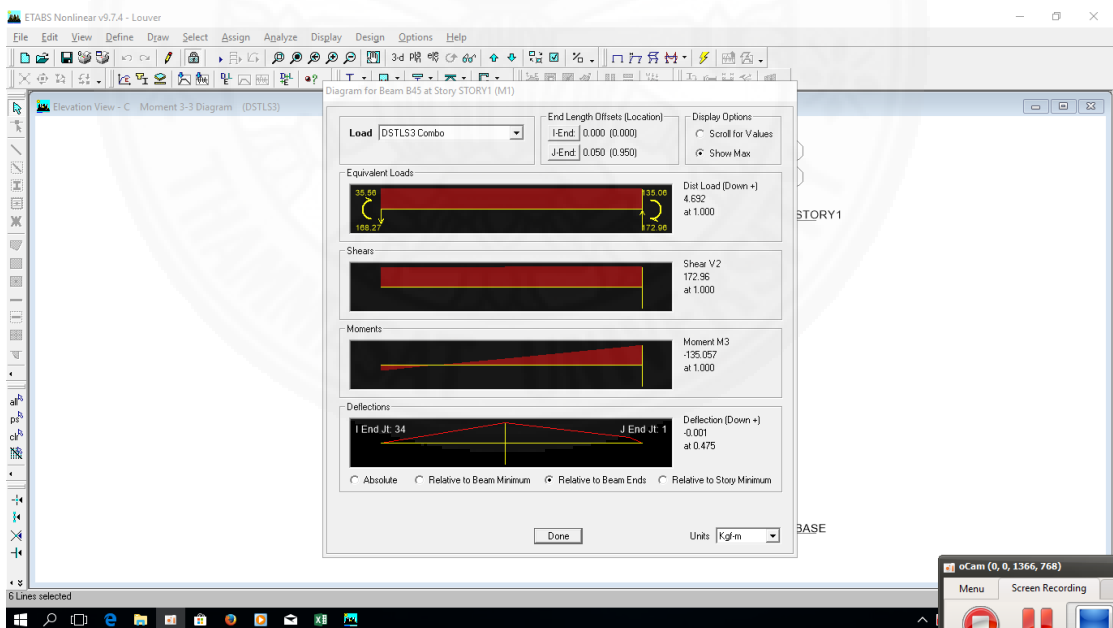 ETABS Nonlinear v9.7.4 - Louver
File Edit View Define Draw Select Assign Analyze Display Design Options Help
3-d
all
ps
clr
Elevation View - C Moment 3-3 Diagram (DSTLS3)
Diagram for Beam B45 at Story STORY1 (M1)
Load DSTLS3 Combo
End Length Offsets (Location)
I-End: 0.000 (0.000)
J-End: 0.050 (0.950)
Display Options
Scroll for Values
Show Max
Equivalent Loads
35.56
168.27
135.06
172.96
Dist Load (Down +)
4.692
at 1.000
STORY1
Shears
Shear V2
172.96
at 1.000
Moments
Moment M3
-135.057
at 1.000
Deflections
I End Jt: 34
J End Jt: 1
Deflection (Down +)
-0.001
at 0.475
Absolute
Relative to Beam Minimum
Relative to Beam Ends
Relative to Story Minimum
Done
Units Kgf-m
BASE
6 Lines selected
oCam (0, 0, 1366, 768)
Menu
Screen Recording